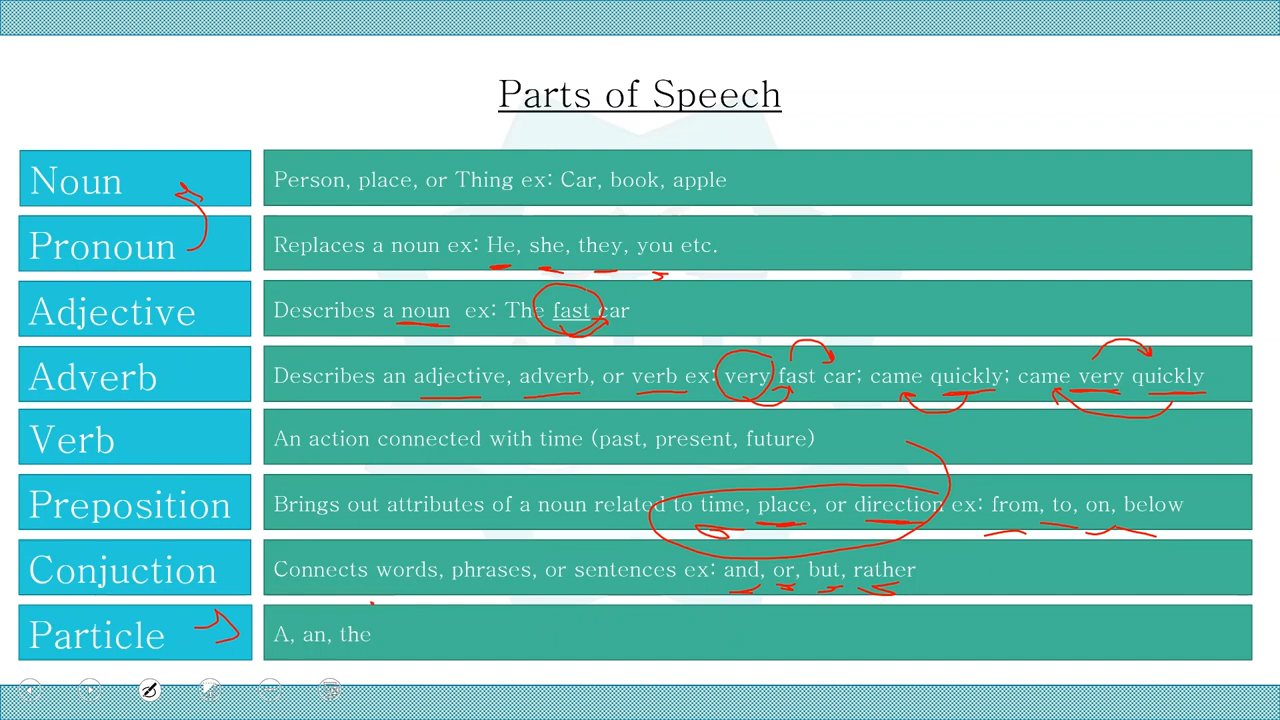 Parts of Speech
Noun
Person, place, or Thing ex: Car, book, apple
Pronoun
Replaces a noun ex: He, she, they, you etc.
Adjective
Describes a noun ex: The fast car
Adverb
Describes an adjective, adverb, or verb ex: very fast car; came quickly; came very quickly
Verb
An action connected with time (past, present, future)
Preposition
Brings out attributes of a noun related to time, place, or direction ex: from, to, on, below
Conjuction
Connects words, phrases, or sentences ex: and, or, but, rather
Particle
A, an, the